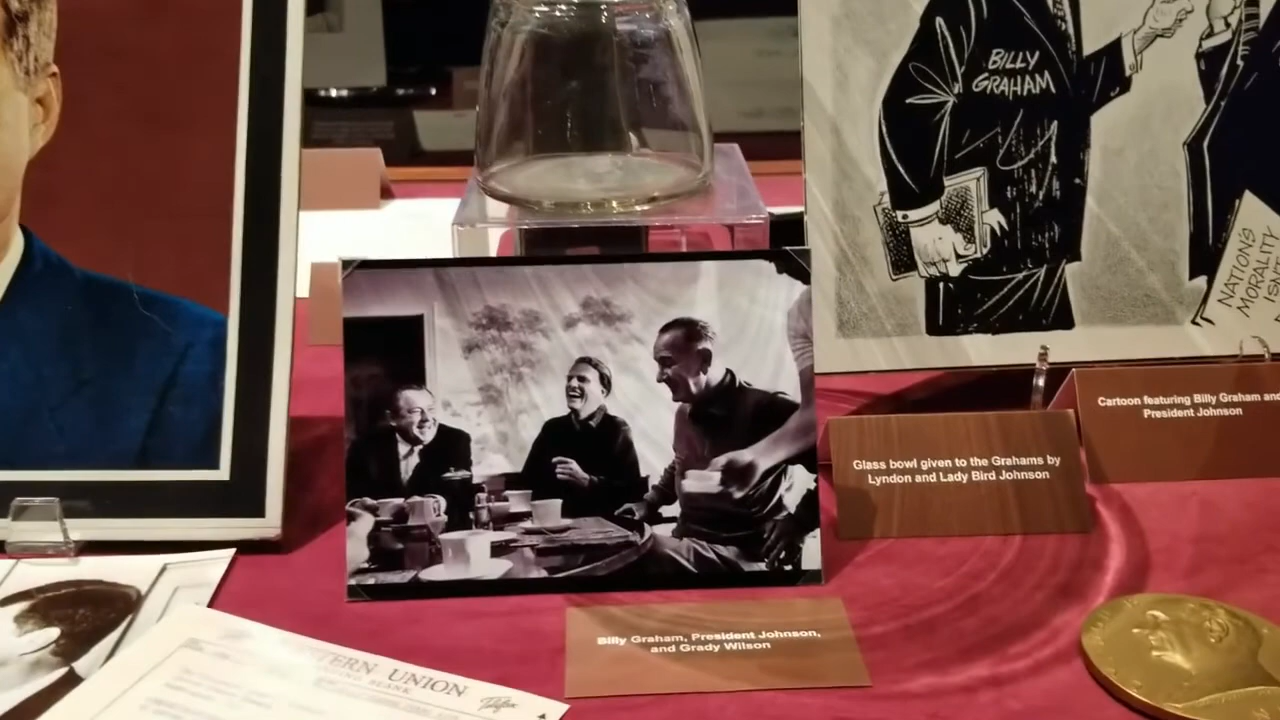 BILLY
GRAHAM
NATION'S
MORALITY
ISN'T
Cartoon featuring Billy Graham and
President Johnson
Glass bowl given to the Grahams by
Lyndon and Lady Bird Johnson
Billy Graham, President Johnson,
and Grady Wilson
TERN UNION
BLANK